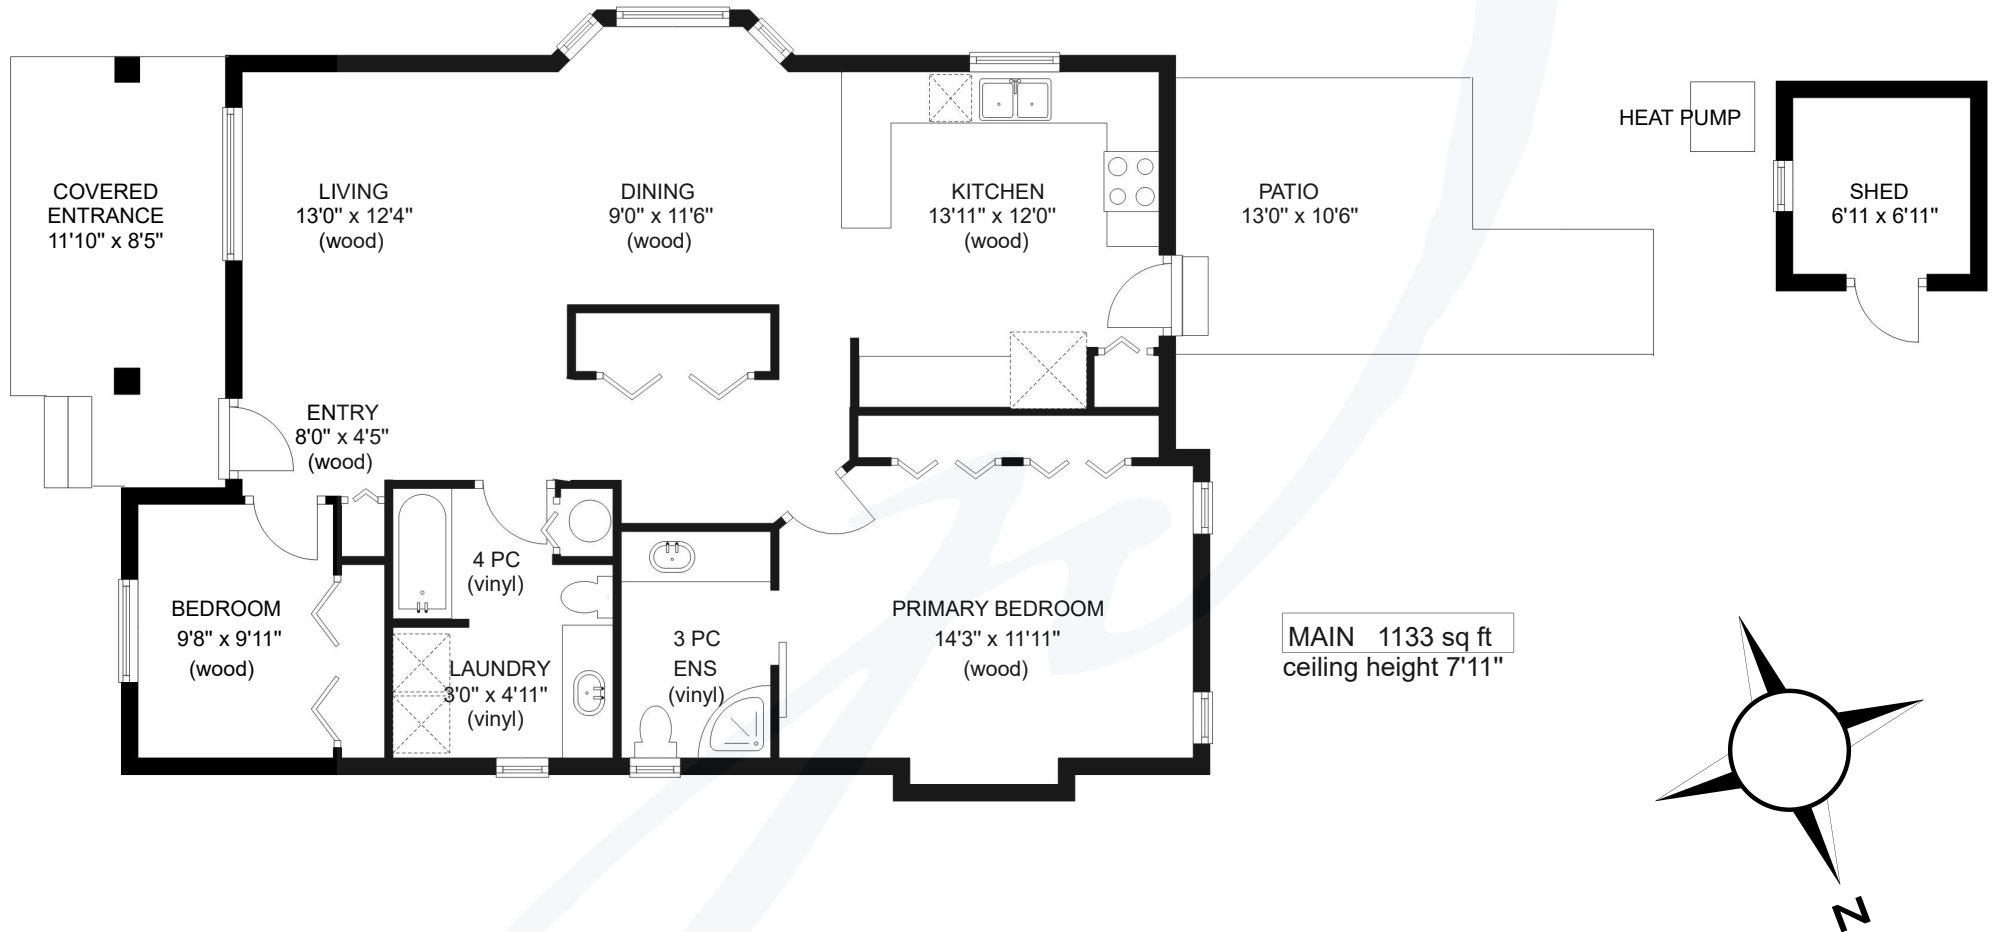 COVERED
ENTRANCE
11'10" x 8'5"
LIVING
13'0" x 12'4"
(wood)
DINING
9'0" x 11'6"
(wood)
KITCHEN
13'11" x 12'0"
(wood)
PATIO
13'0" x 10'6"
HEAT PUMP
SHED
6'11 x 6'11"
ENTRY
8'0" x 4'5"
(wood)
BEDROOM
9'8" x 9'11"
(wood)
4 PC
(vinyl)
LAUNDRY
3'0" x 4'11"
(vinyl)
3 PC
ENS
(vinyl)
PRIMARY BEDROOM
14'3" x 11'11"
(wood)
MAIN 1133 sq ft
ceiling height 7'11"
N